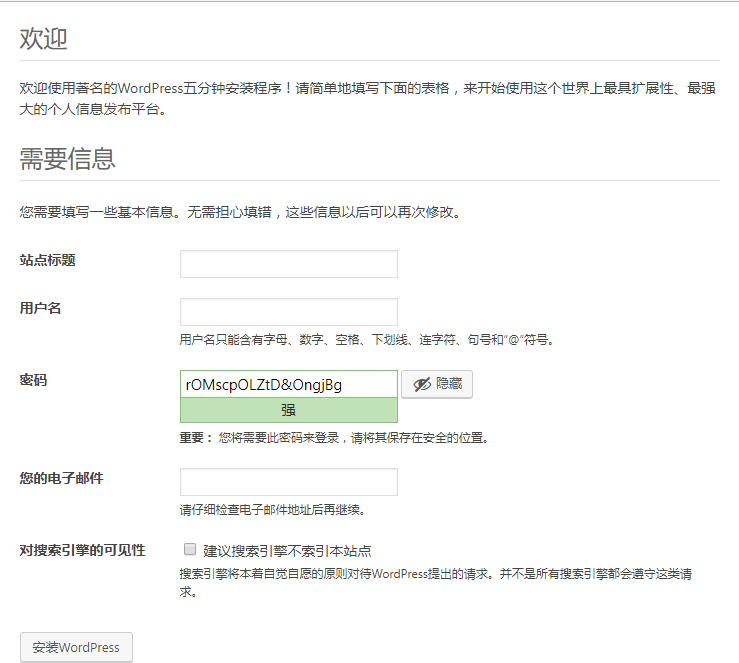 欢迎
欢迎使用著名的WordPress五分钟安装程序！请简单地填写下面的表格，来开始使用这个世界上最具扩展性、最强
大的个人信息发布平台。
需要信息
您需要填写一些基本信息。无需担心填错，这些信息以后可以再次修改。
站点标题
用户名
用户名只能含有字母、数字、空格、下划线、连字符、句号和“@”符号。
密码
rOMscpOLZtD&OngjBg
隐藏
强
重要： 您将需要此密码来登录，请将其保存在安全的位置。
您的电子邮件
请仔细检查电子邮件地址后再继续。
对搜索引擎的可见性
建议搜索引擎不索引本站点
搜索引擎将本着自觉自愿的原则对待WordPress提出的请求。并不是所有搜索引擎都会遵守这类请
求。
安装WordPress